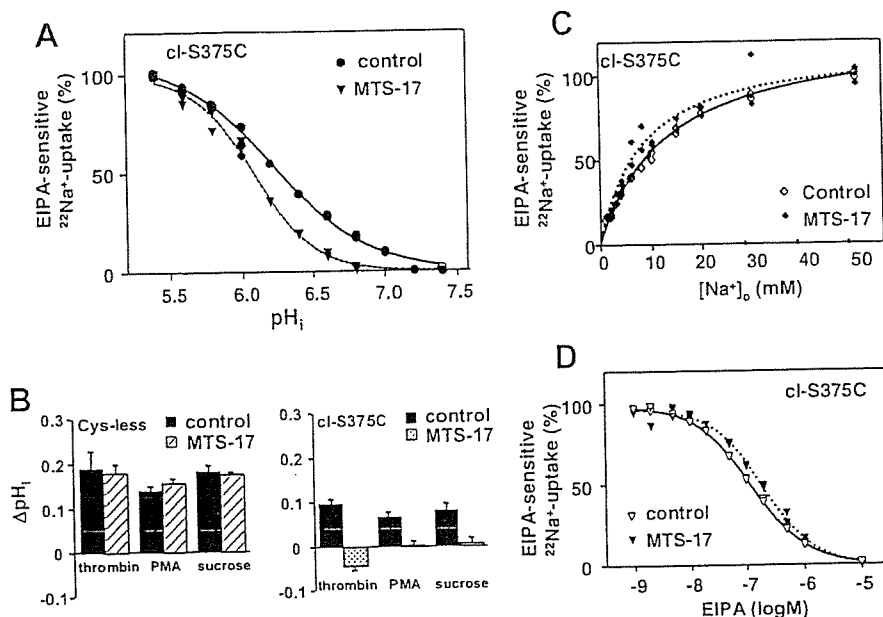 A
cl-S375C
control
MTS-17
EIPA-sensitive
²²Na⁺-uptake (%)
100
50
0
5.5
6.0
6.5
7.0
7.5
pHᵢ
B
Cys-less
control
MTS-17
ΔpHᵢ
0.3
0.2
0.1
0
-0.1
thrombin
PMA
sucrose
cl-S375C
control
MTS-17
0.3
0.2
0.1
0
-0.1
thrombin
PMA
sucrose
C
cl-S375C
EIPA-sensitive
²²Na⁺-uptake (%)
100
50
0
Control
MTS-17
0
10
20
30
40
50
[Na⁺]ₒ (mM)
D
cl-S375C
EIPA-sensitive
²²Na⁺-uptake (%)
100
50
0
control
MTS-17
-9
-8
-7
-6
-5
EIPA (logM)